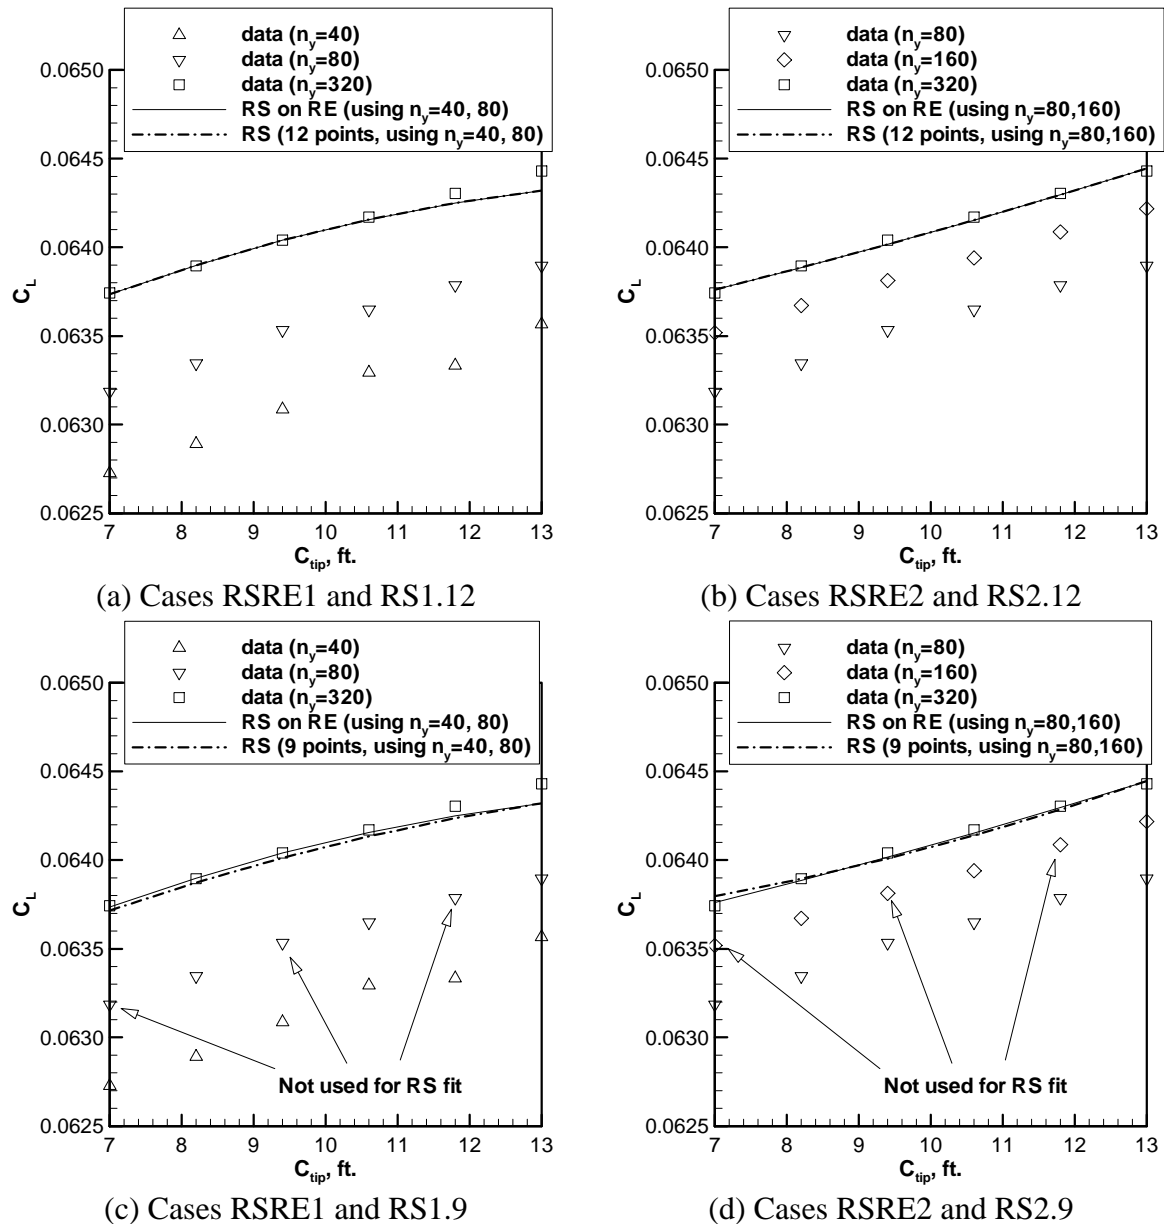 data (n_y=40)
data (n_y=80)
data (n_y=320)
RS on RE (using n_y=40, 80)
RS (12 points, using n_y=40, 80)
0.0650
0.0645
0.0640
0.0635
0.0630
0.0625
C_L
7 8 9 10 11 12 13
C_tip, ft.
(a) Cases RSRE1 and RS1.12
data (n_y=80)
data (n_y=160)
data (n_y=320)
RS on RE (using n_y=80,160)
RS (12 points, using n_y=80,160)
0.0650
0.0645
0.0640
0.0635
0.0630
0.0625
C_L
7 8 9 10 11 12 13
C_tip, ft.
(b) Cases RSRE2 and RS2.12
data (n_y=40)
data (n_y=80)
data (n_y=320)
RS on RE (using n_y=40, 80)
RS (9 points, using n_y=40, 80)
0.0650
0.0645
0.0640
0.0635
0.0630
0.0625
C_L
Not used for RS fit
7 8 9 10 11 12 13
C_tip, ft.
(c) Cases RSRE1 and RS1.9
data (n_y=80)
data (n_y=160)
data (n_y=320)
RS on RE (using n_y=80,160)
RS (9 points, using n_y=80,160)
0.0650
0.0645
0.0640
0.0635
0.0630
0.0625
C_L
Not used for RS fit
7 8 9 10 11 12 13
C_tip, ft.
(d) Cases RSRE2 and RS2.9